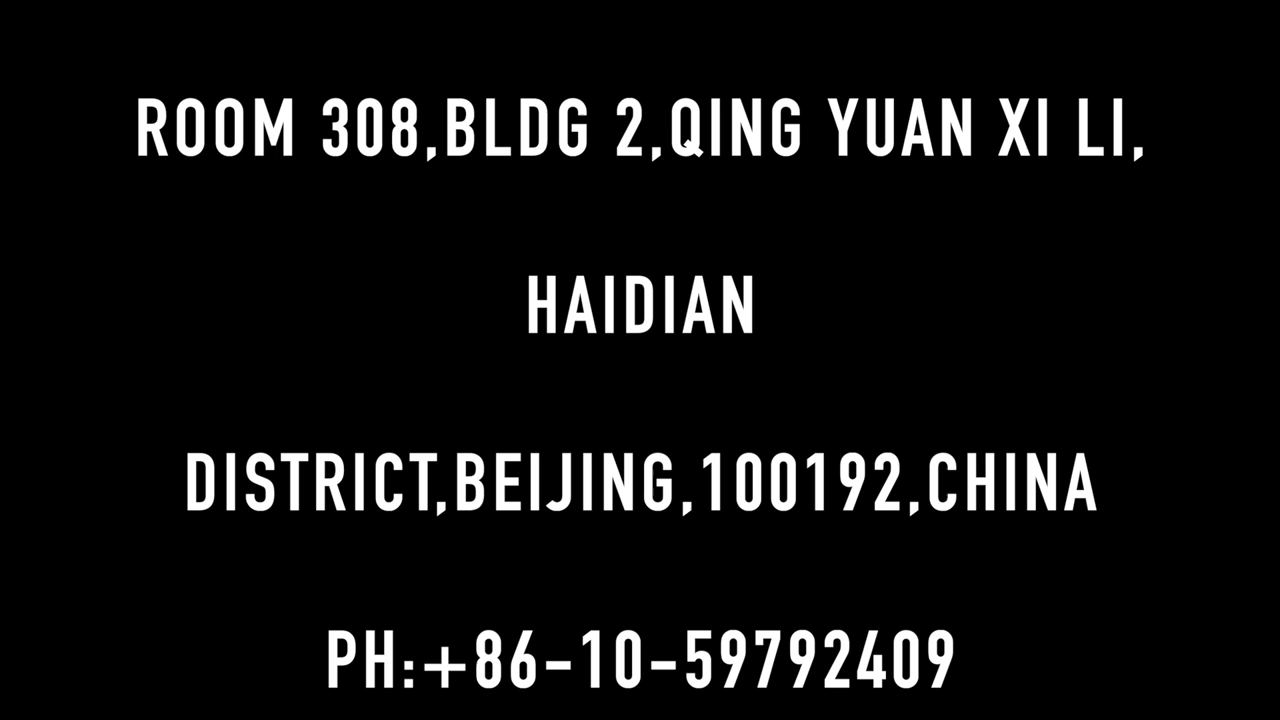 ROOM 308,BLDG 2,QING YUAN XI LI,
HAIDIAN
DISTRICT,BEIJING,100192,CHINA
PH:+86-10-59792409